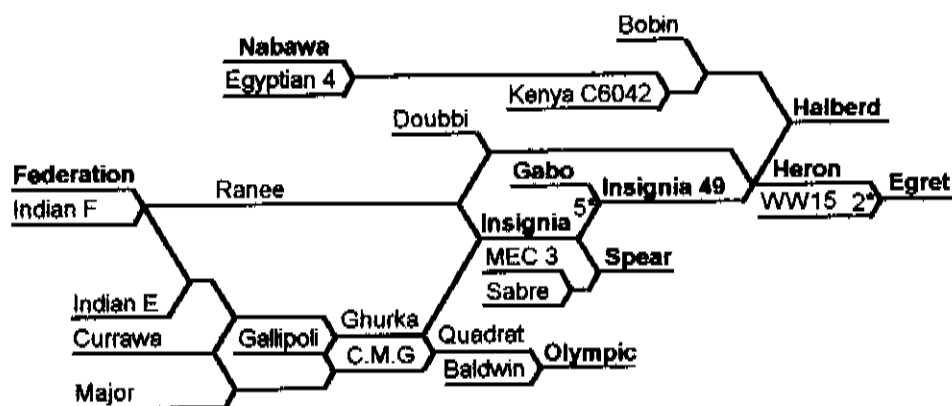 Bobin
Nabawa
Egyptian 4
Kenya C6042
Doubbi
Halberd
Federation
Ranee
Gabo
Insignia 49
Heron
Egret
Indian F
5*
WW15 2*
Insignia
MEC 3
Spear
Sabre
Indian E
Ghurka
Currawa
Gallipoli
Quadrat
C.M.G
Olympic
Baldwin
Major